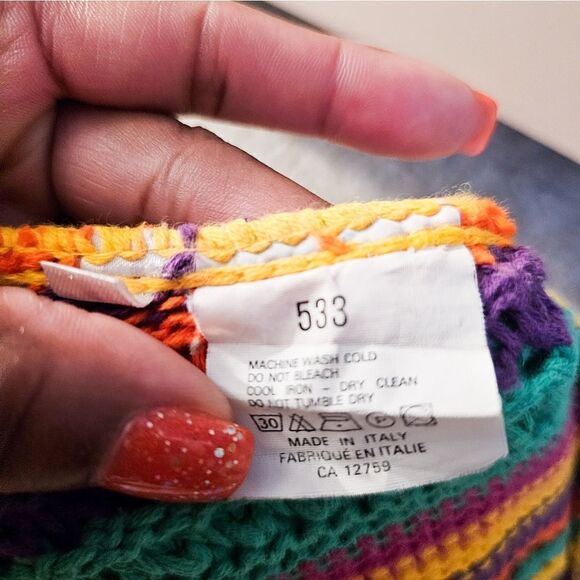 533
MACHINE WASH COLD
DO NOT BLEACH
COOL IRON - DRY CLEAN
DO NOT TUMBLE DRY
30
MADE IN ITALY
FABRIQUÉ EN ITALIE
CA 12759